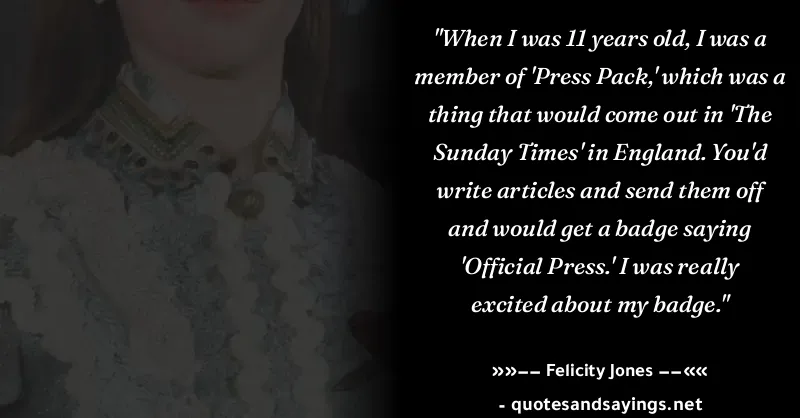 "When I was 11 years old, I was a
member of 'Press Pack,' which was a
thing that would come out in 'The
Sunday Times' in England. You'd
write articles and send them off
and would get a badge saying
'Official Press.' I was really
excited about my badge."
»»–– Felicity Jones ––««
- quotesandsayings.net